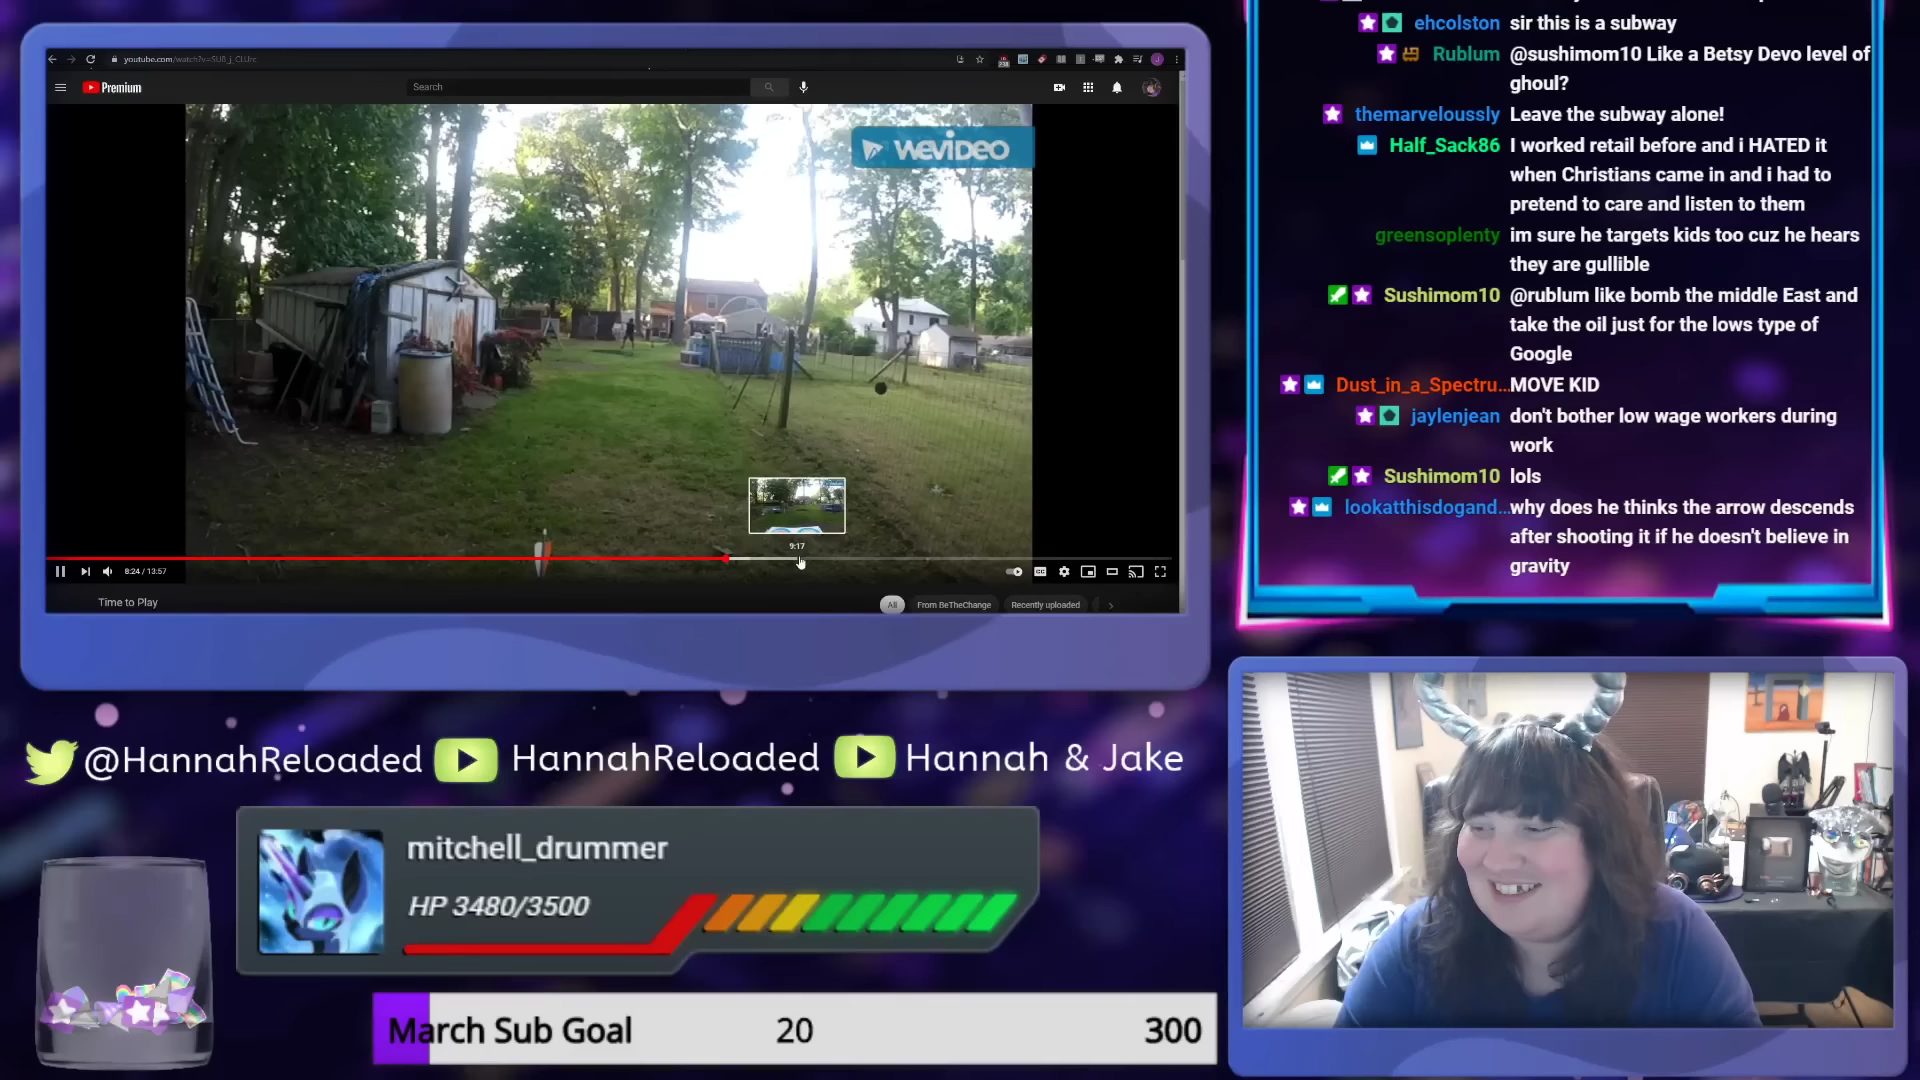 youtube.com/watch?v=SU8_j_CLUrc
Premium
Search
WEVIDEO
9:17
8:24 / 13:57
CC
Time to Play
All
From BeTheChange
Recently uploaded
ehcolston sir this is a subway
Rublum @sushimom10 Like a Betsy Devo level of
ghoul?
themarvelously Leave the subway alone!
Half_Sack86 I worked retail before and i HATED it
when Christians came in and i had to
pretend to care and listen to them
greensoplenty im sure he targets kids too cuz he hears
they are gullible
Sushimom10 @rublum like bomb the middle East and
take the oil just for the lows type of
Google
Dust_in_a_Spectru... MOVE KID
jaylenjean don't bother low wage workers during
work
Sushimom10 lols
lookatthisdogand... why does he thinks the arrow descends
after shooting it if he doesn't believe in
gravity
@HannahReloaded HannahReloaded Hannah & Jake
mitchell_drummer
HP 3480/3500
March Sub Goal 20 300